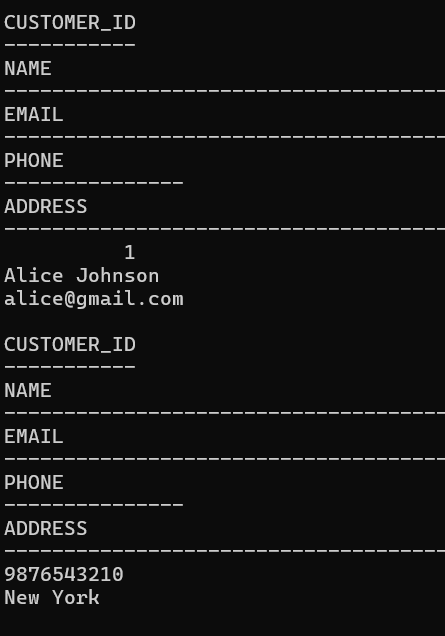 CUSTOMER_ID
-----------
NAME
-------------------------------------
EMAIL
-------------------------------------
PHONE
---------------
ADDRESS
-------------------------------------
          1
Alice Johnson
alice@gmail.com

CUSTOMER_ID
-----------
NAME
-------------------------------------
EMAIL
-------------------------------------
PHONE
---------------
ADDRESS
-------------------------------------
9876543210
New York